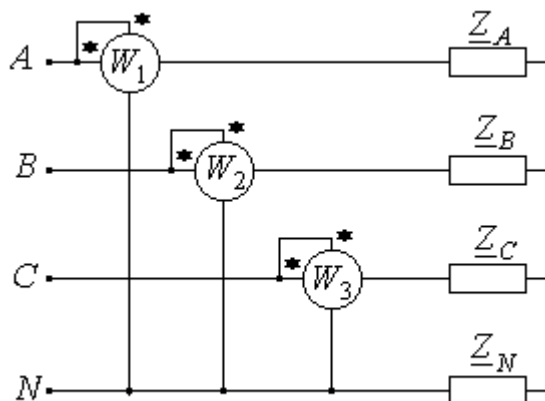 A * * W₁ Z_A
B * * W₂ Z_B
C * * W₃ Z_C
N Z_N